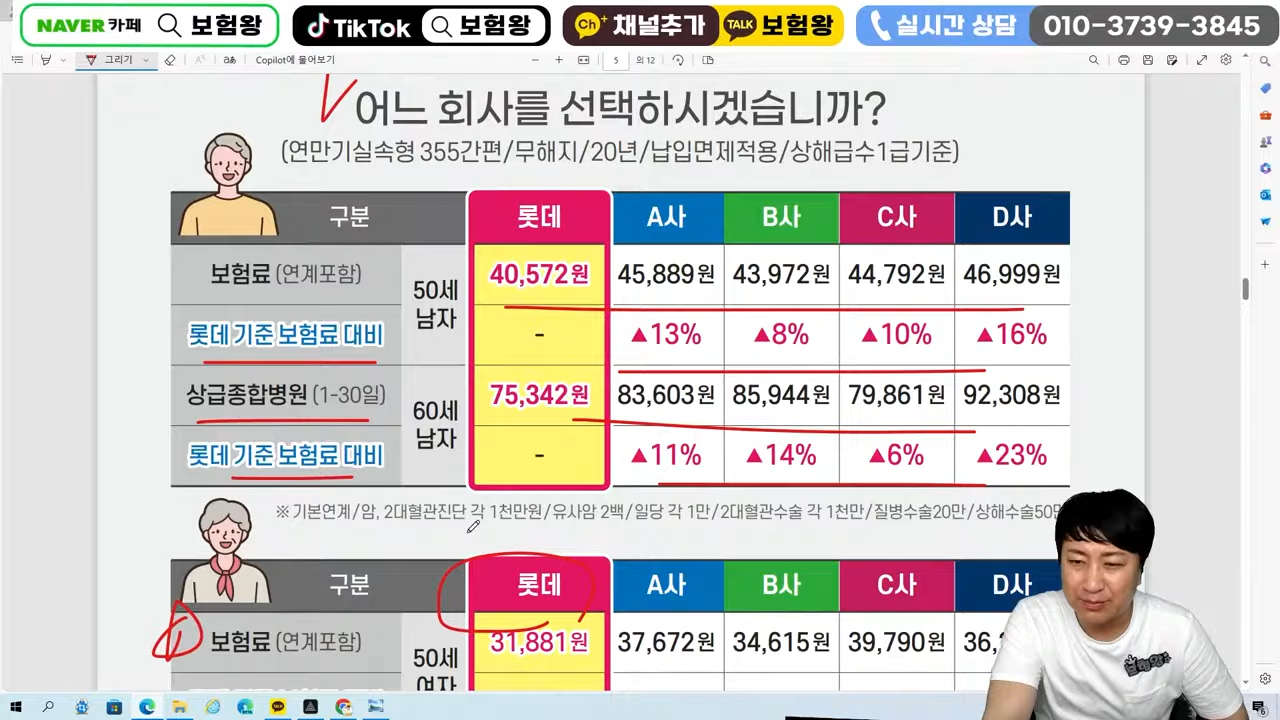 NAVER 카페 보험왕 TikTok 보험왕 Ch+ 채널추가 TALK 보험왕 실시간 상담 010-3739-3845
그리기 aあ Copilot에 물어보기 5 의 12
어느 회사를 선택하시겠습니까?
(연만기실속형 355간편/무해지/20년/납입면제적용/상해급수1급기준)
구분 롯데 A사 B사 C사 D사
보험료 (연계포함) 50세 남자 40,572원 45,889원 43,972원 44,792원 46,999원
롯데 기준 보험료 대비 - ▲13% ▲8% ▲10% ▲16%
상급종합병원 (1-30일) 60세 남자 75,342원 83,603원 85,944원 79,861원 92,308원
롯데 기준 보험료 대비 - ▲11% ▲14% ▲6% ▲23%
※ 기본연계/암, 2대혈관진단 각 1천만원/유사암 2백/일당 각 1만/2대혈관수술 각 1천만/질병수술20만/상해수술50만
구분 롯데 A사 B사 C사 D사
보험료 (연계포함) 50세 여자 31,881원 37,672원 34,615원 39,790원 36,
보험왕